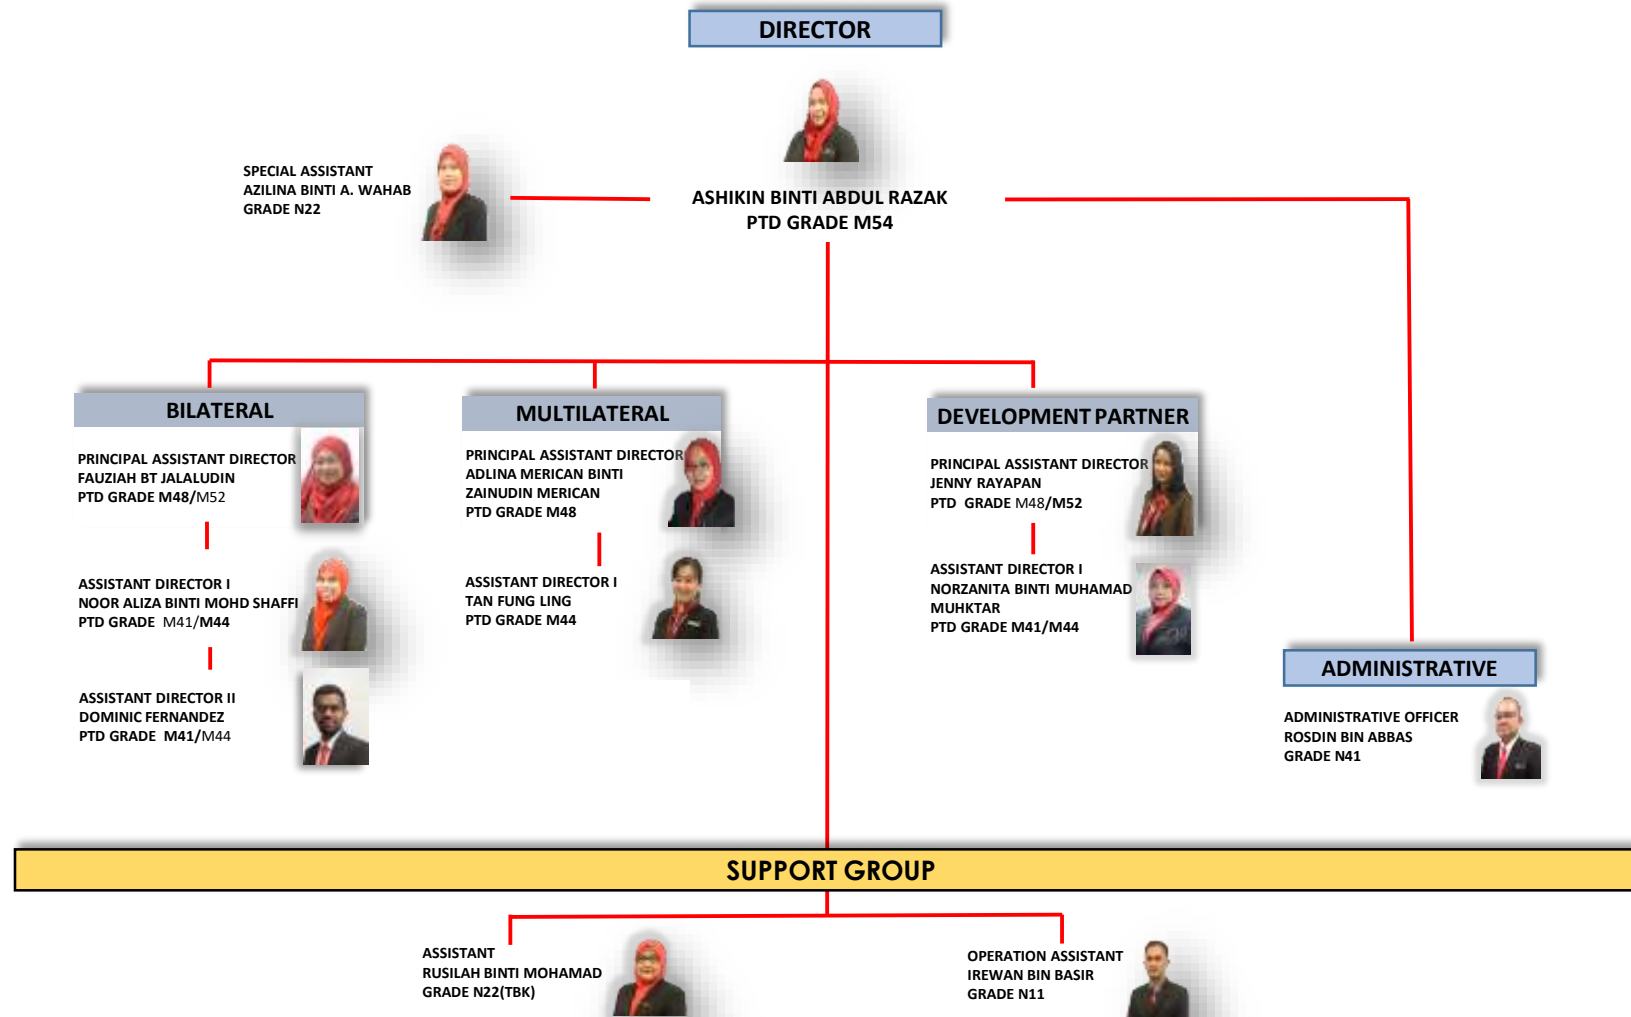 DIRECTOR
ASHIKIN BINTI ABDUL RAZAK
PTD GRADE M54
SPECIAL ASSISTANT
AZILINA BINTI A. WAHAB
GRADE N22
BILATERAL
PRINCIPAL ASSISTANT DIRECTOR
FAUZIAH BT JALALUDIN
PTD GRADE M48/M52
ASSISTANT DIRECTOR I
NOOR ALIZA BINTI MOHD SHAFFI
PTD GRADE M41/M44
ASSISTANT DIRECTOR II
DOMINIC FERNANDEZ
PTD GRADE M41/M44
MULTILATERAL
PRINCIPAL ASSISTANT DIRECTOR
ADLINA MERICAN BINTI
ZAINUDIN MERICAN
PTD GRADE M48
ASSISTANT DIRECTOR I
TAN FUNG LING
PTD GRADE M44
DEVELOPMENT PARTNER
PRINCIPAL ASSISTANT DIRECTOR
JENNY RAYAPAN
PTD GRADE M48/M52
ASSISTANT DIRECTOR I
NORZANITA BINTI MUHAMAD
MUHKTAR
PTD GRADE M41/M44
ADMINISTRATIVE
ADMINISTRATIVE OFFICER
ROSDIN BIN ABBAS
GRADE N41
SUPPORT GROUP
ASSISTANT
RUSILAH BINTI MOHAMAD
GRADE N22(TBK)
OPERATION ASSISTANT
IREWAN BIN BASIR
GRADE N11